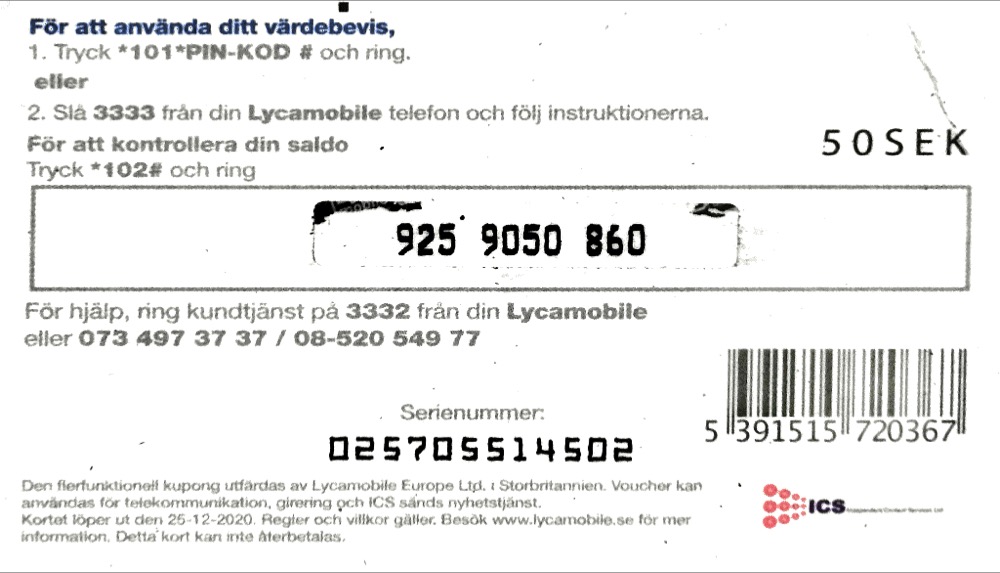 För att använda ditt värdebevis,
1. Tryck *101*PIN-KOD # och ring.
eller
2. Slå 3333 från din Lycamobile telefon och följ instruktionerna.
För att kontrollera din saldo
Tryck *102# och ring
50SEK
925 9050 860
För hjälp, ring kundtjänst på 3332 från din Lycamobile
eller 073 497 37 37 / 08-520 549 77
Serienummer:
025705514502
5 391515 720367
Den flerfunktionell kupong utfärdas av Lycamobile Europe Ltd. i Storbritannien. Voucher kan
användas för telekommunikation, girering och ICS sänds nyhetstjänst.
Kortet löper ut den 25-12-2020. Regler och villkor gäller. Besök www.lycamobile.se för mer
information. Detta kort kan inte återbetalas.
ICS